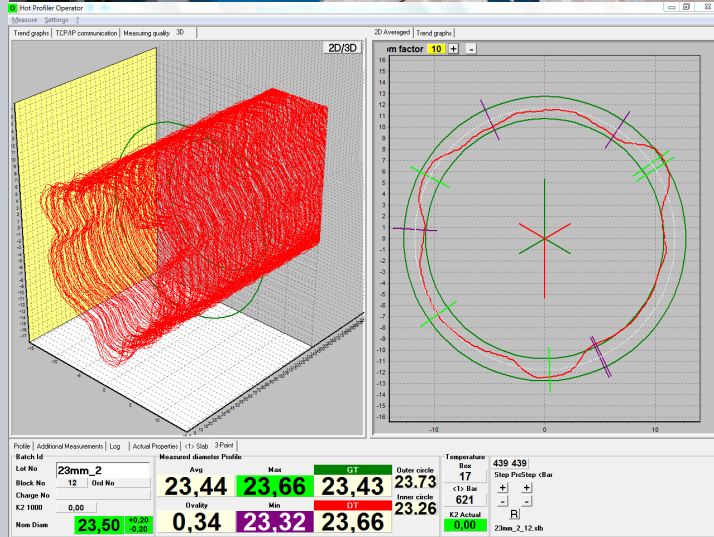 Hot Profiler Operator
Measure Settings ?
Trend graphs TCP/IP communication Measuring quality 3D
2D/3D
2D Averaged Trend graphs
om factor 10 + -
16
15
14
13
12
11
10
9
8
7
6
5
4
3
2
1
0
-1
-2
-3
-4
-5
-6
-7
-8
-9
-10
-11
-12
-13
-14
-15
-16
-10 0 10
Profile Additional Measurements Log Actual Properties <1> Slab 3-Point
Batch Id
Lot No 23mm_2
Block No 12 Ord No
Charge No
K2 1000 0,00
Nom Diam 23,50 +0,20 -0,20
Measured diameter Profile
Avg Max GT Outer circle
23,44 23,66 23,43 23.73
Ovality Min DT Inner circle
0,34 23,32 23,66 23.26
Temperature
Box
17
<1> Bar
621
K2 Actual
0,00
439 439
Step PreStep <Bar
+ +
- -
R
23mm_2_12.slb